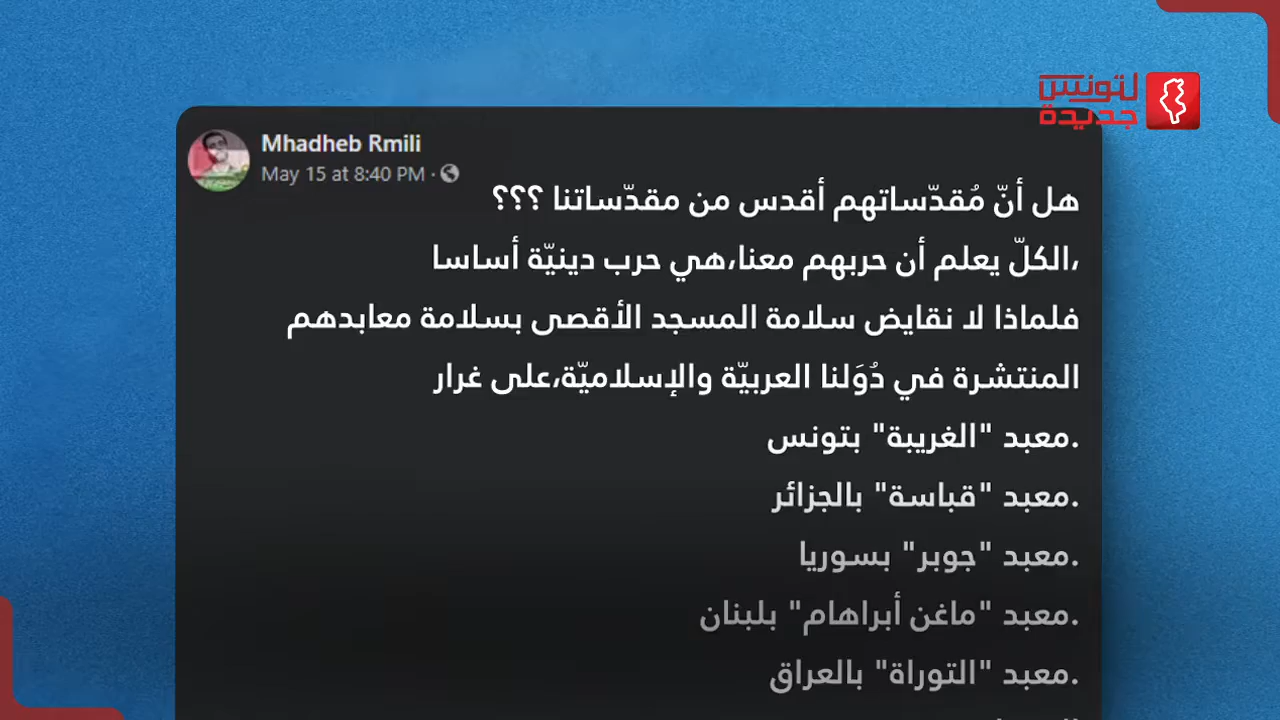 لتونس
جديدة
Mhadheb Rmili
May 15 at 8:40 PM ·
هل أنّ مُقدّساتهم أقدس من مقدّساتنا ؟؟؟
،الكلّ يعلم أن حربهم معنا،هي حرب دينيّة أساسا
فلماذا لا نقايض سلامة المسجد الأقصى بسلامة معابدهم
المنتشرة في دُوَلنا العربيّة والإسلاميّة،على غرار
.معبد "الغريبة" بتونس
.معبد "قباسة" بالجزائر
.معبد "جوبر" بسوريا
.معبد "ماغن أبراهام" بلبنان
.معبد "التوراة" بالعراق